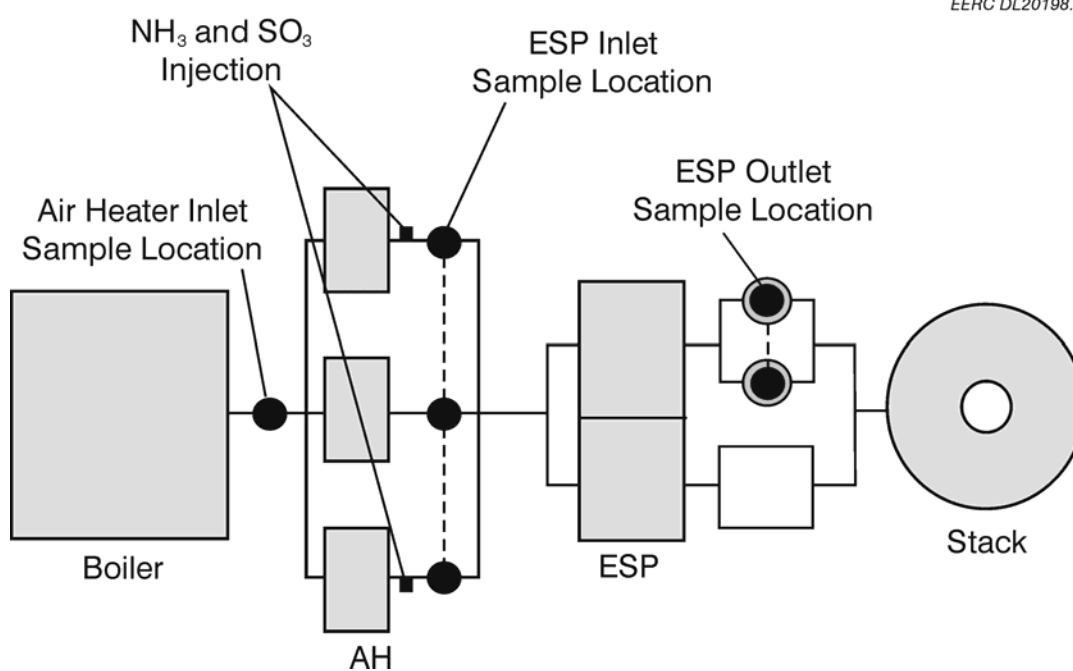 EERC DL20198.
NH₃ and SO₃
Injection
ESP Inlet
Sample Location
ESP Outlet
Sample Location
Air Heater Inlet
Sample Location
Boiler
AH
ESP
Stack